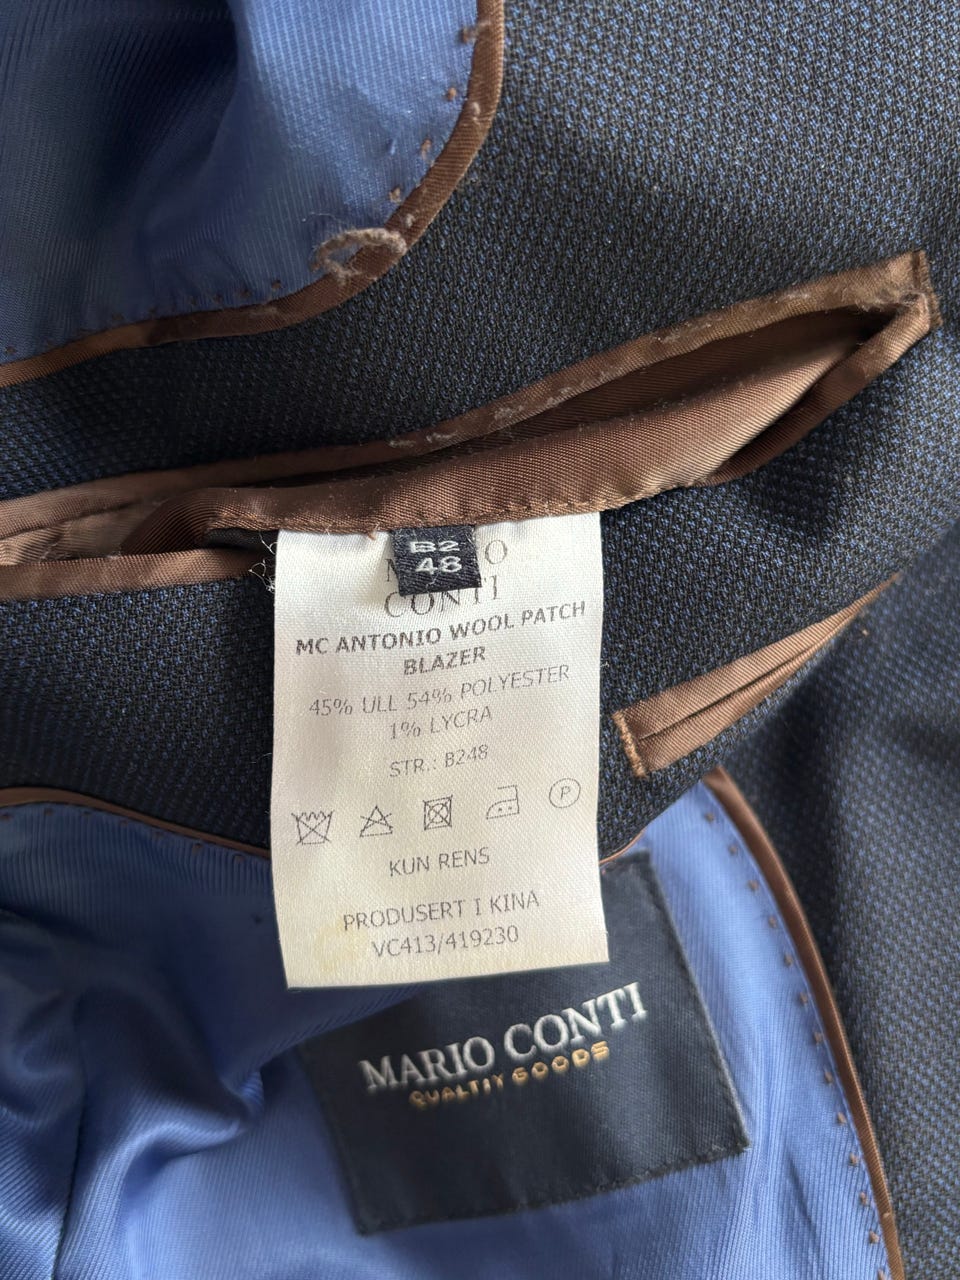 B2
48
CONTI
MC ANTONIO WOOL PATCH
BLAZER
45% ULL 54% POLYESTER
1% LYCRA
STR.: B248
P
KUN RENS
PRODUSERT I KINA
VC413/419230
MARIO CONTI
QUALTIY GOODS